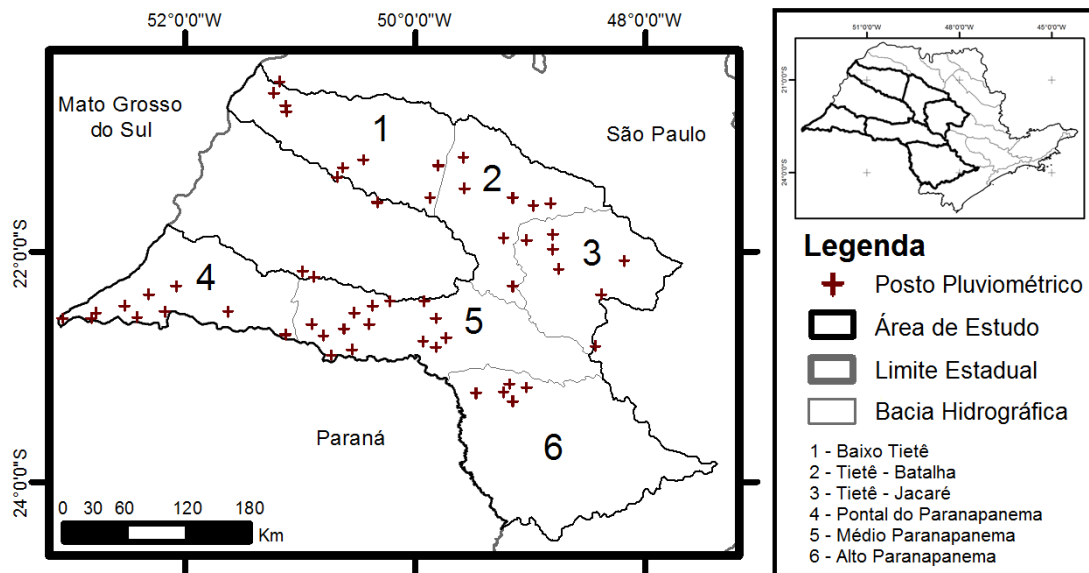 52°0'0"W
50°0'0"W
48°0'0"W
22°0'0"S
24°0'0"S
Mato Grosso
do Sul
São Paulo
Paraná
1
2
3
4
5
6
0 30 60 120 180
Km
51°0'0"W
48°0'0"W
45°0'0"W
21°0'0"S
24°0'0"S
Legenda
Posto Pluviométrico
Área de Estudo
Limite Estadual
Bacia Hidrográfica
1 - Baixo Tietê
2 - Tietê - Batalha
3 - Tietê - Jacaré
4 - Pontal do Paranapanema
5 - Médio Paranapanema
6 - Alto Paranapanema